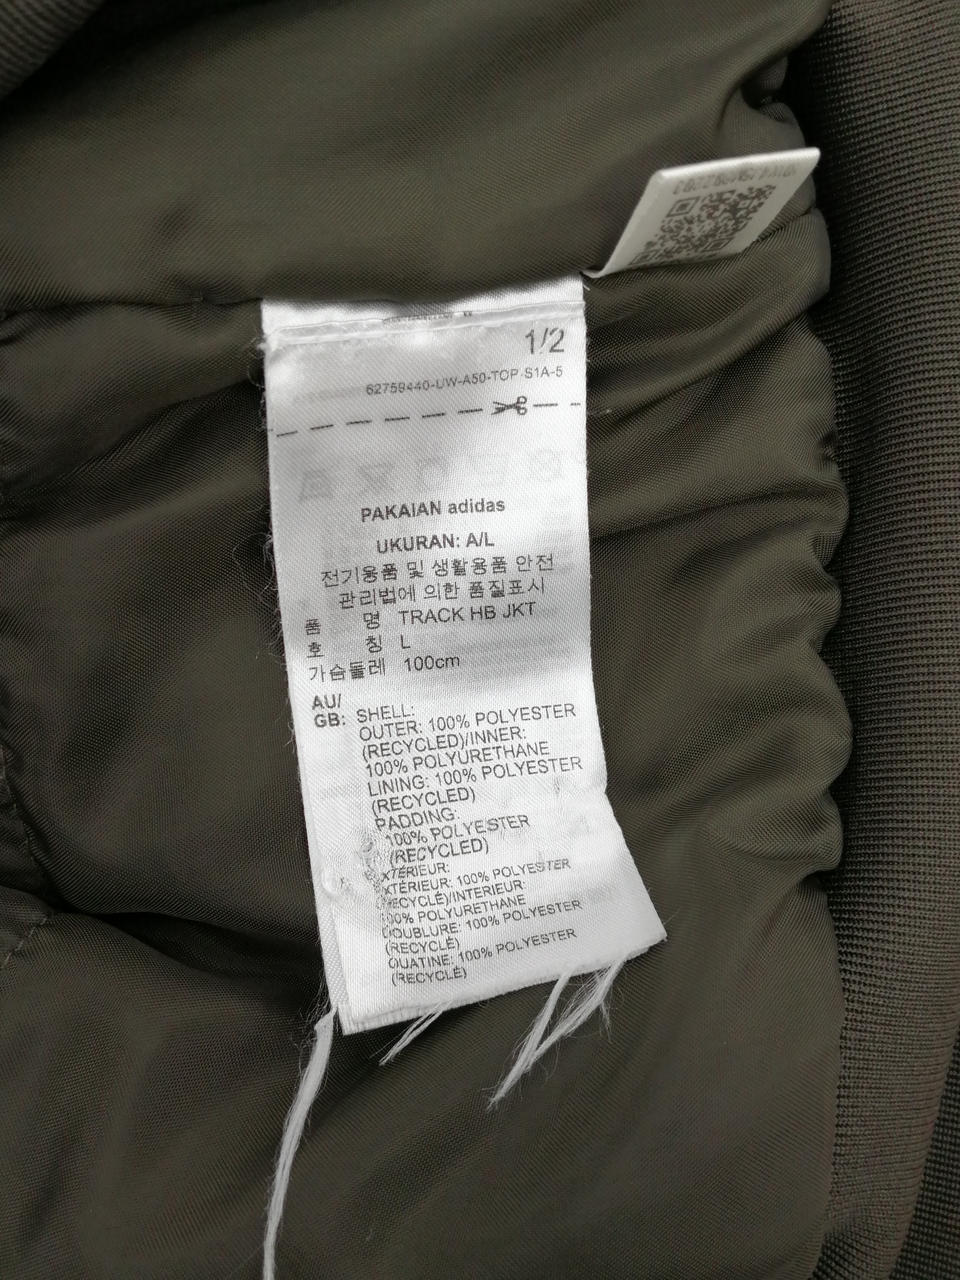 1/2
62759440-UW-A50-TOP-S1A-5
PAKAIAN adidas
UKURAN: A/L
전기용품 및 생활용품 안전
관리법에 의한 품질표시
품 명 TRACK HB JKT
호 칭 L
가슴둘레 100cm
AU/
GB: SHELL:
OUTER: 100% POLYESTER
(RECYCLED)/INNER:
100% POLYURETHANE
LINING: 100% POLYESTER
(RECYCLED)
PADDING:
100% POLYESTER
(RECYCLED)
XTÉRIEUR:
XTÉRIEUR: 100% POLYESTER
(RECYCLÉ)/INTERIEUR:
100% POLYURETHANE
DOUBLURE: 100% POLYESTER
(RECYCLÉ)
OUATINE: 100% POLYESTER
(RECYCLÉ)